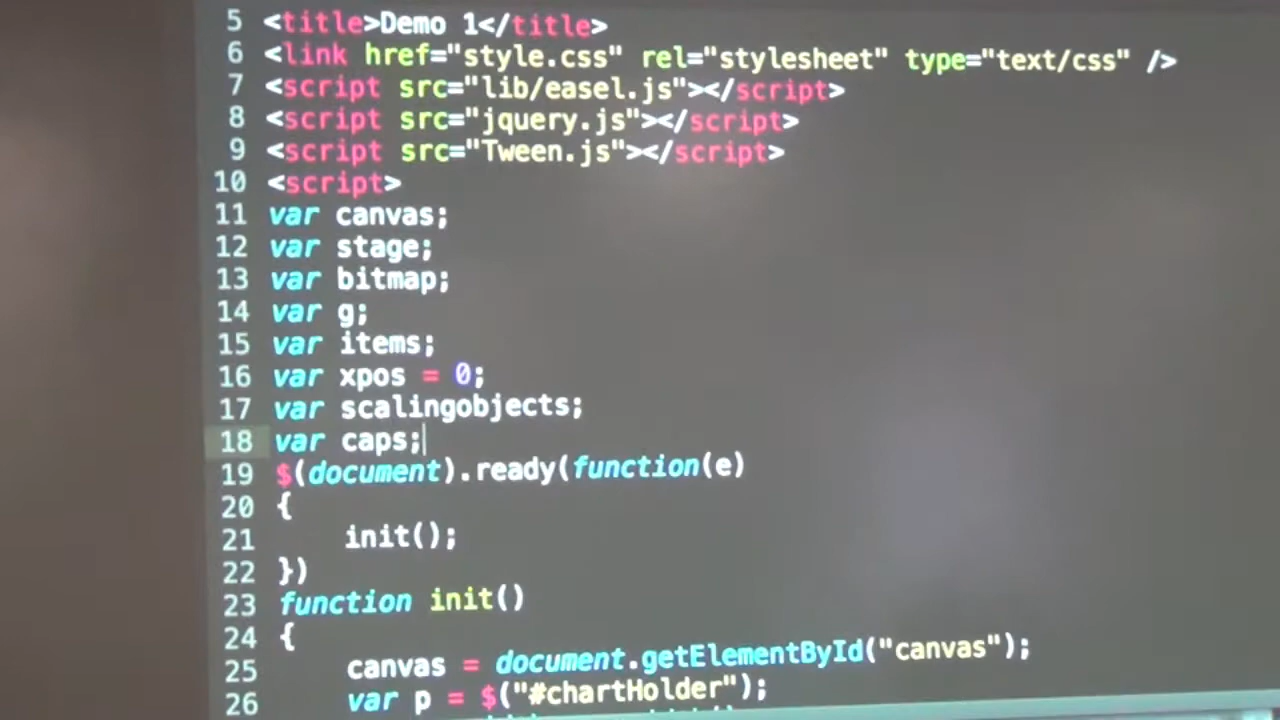 5 <title>Demo 1</title>
6 <link href="style.css" rel="stylesheet" type="text/css" />
7 <script src="lib/easel.js"></script>
8 <script src="jquery.js"></script>
9 <script src="Tween.js"></script>
10 <script>
11 var canvas;
12 var stage;
13 var bitmap;
14 var g;
15 var items;
16 var xpos = 0;
17 var scalingobjects;
18 var caps;
19 $(document).ready(function(e)
20 {
21 init();
22 })
23 function init()
24 {
25 canvas = document.getElementById("canvas");
26 var p = $("#chartHolder");